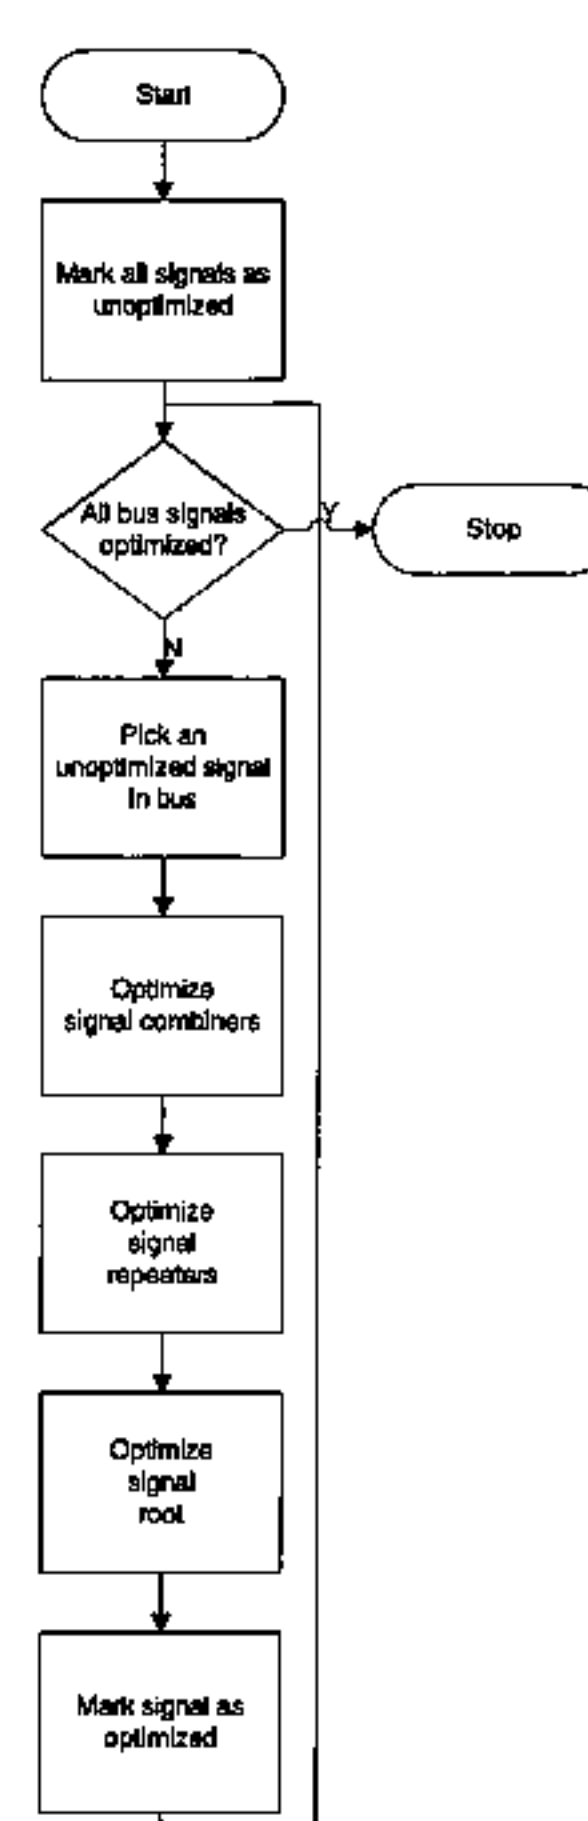 Start
Mark all signals as
unoptimized
All bus signals
optimized?
Y
Stop
N
Pick an
unoptimized signal
in bus
Optimize
signal combiners
Optimize
signal
repeaters
Optimize
signal
root
Mark signal as
optimized